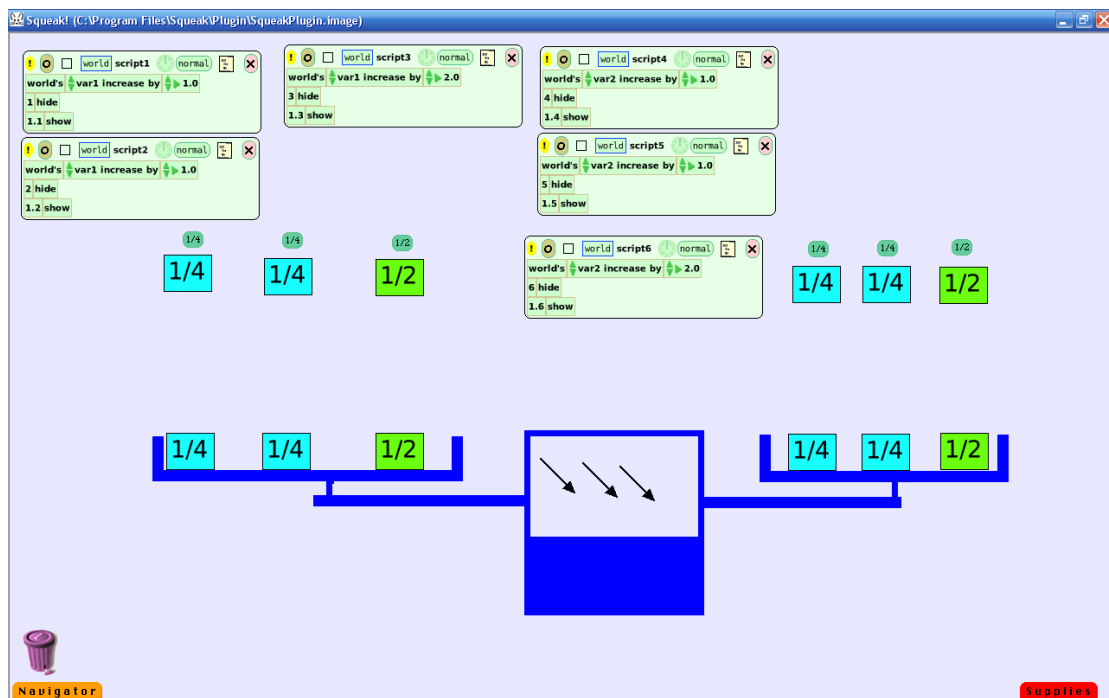 Squeak! (C:\Program Files\Squeak\Plugin\SqueakPlugin.image)
! world script1 normal
world's var1 increase by 1.0
1 hide
1.1 show
! world script2 normal
world's var1 increase by 1.0
2 hide
1.2 show
! world script3 normal
world's var1 increase by 2.0
3 hide
1.3 show
! world script4 normal
world's var2 increase by 1.0
4 hide
1.4 show
! world script5 normal
world's var2 increase by 1.0
5 hide
1.5 show
! world script6 normal
world's var2 increase by 2.0
6 hide
1.6 show
1/4 1/4 1/2
1/4 1/4 1/2
1/4 1/4 1/2
1/4 1/4 1/2
1/4 1/4 1/2
1/4 1/4 1/2
Navigator
Supplies